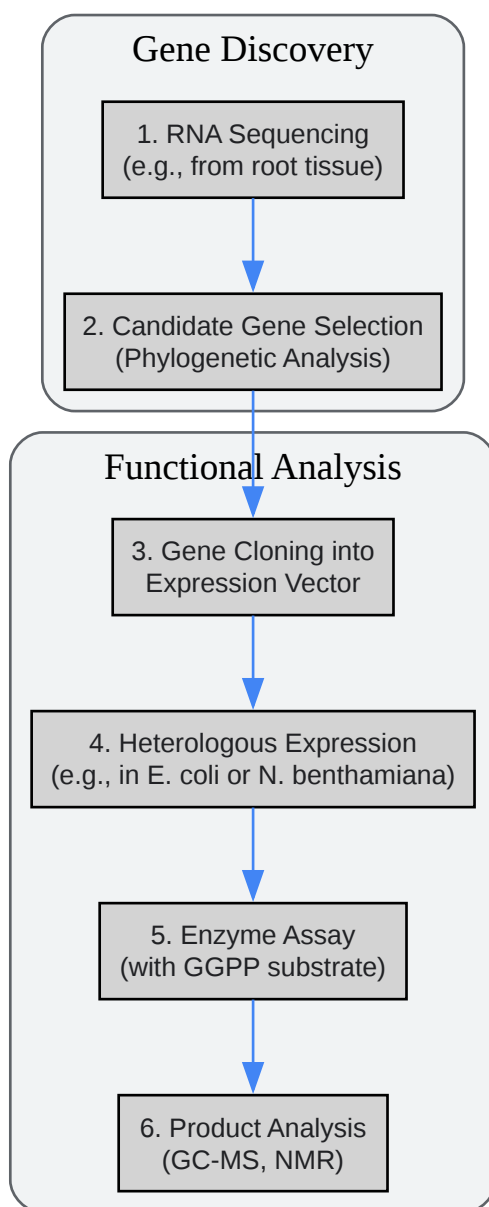 Gene Discovery
1. RNA Sequencing
(e.g., from root tissue)
2. Candidate Gene Selection
(Phylogenetic Analysis)
Functional Analysis
3. Gene Cloning into
Expression Vector
4. Heterologous Expression
(e.g., in E. coli or N. benthamiana)
5. Enzyme Assay
(with GGPP substrate)
6. Product Analysis
(GC-MS, NMR)